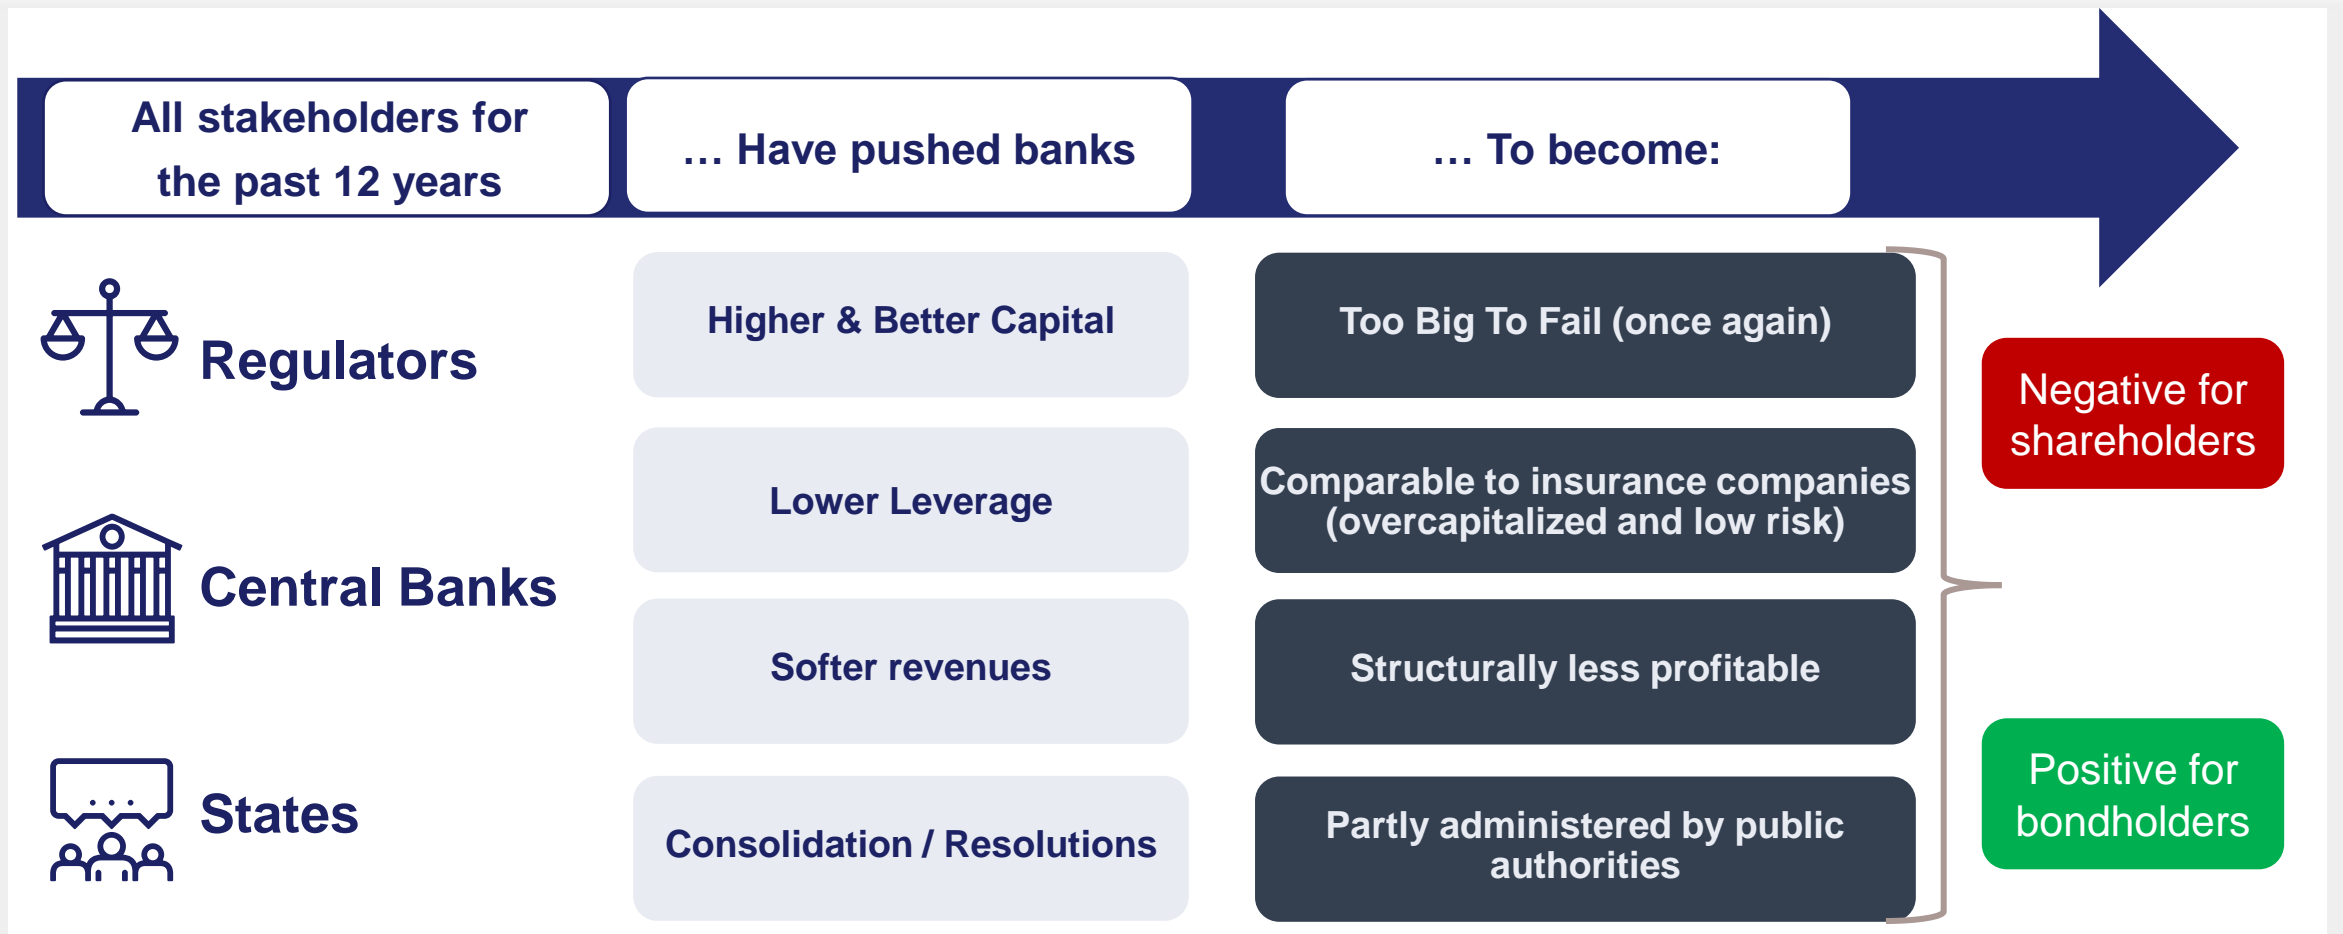 All stakeholders for
the past 12 years
… Have pushed banks
… To become:
Regulators
Central Banks
States
Higher & Better Capital
Lower Leverage
Softer revenues
Consolidation / Resolutions
Too Big To Fail (once again)
Comparable to insurance companies
(overcapitalized and low risk)
Structurally less profitable
Partly administered by public
authorities
Negative for
shareholders
Positive for
bondholders